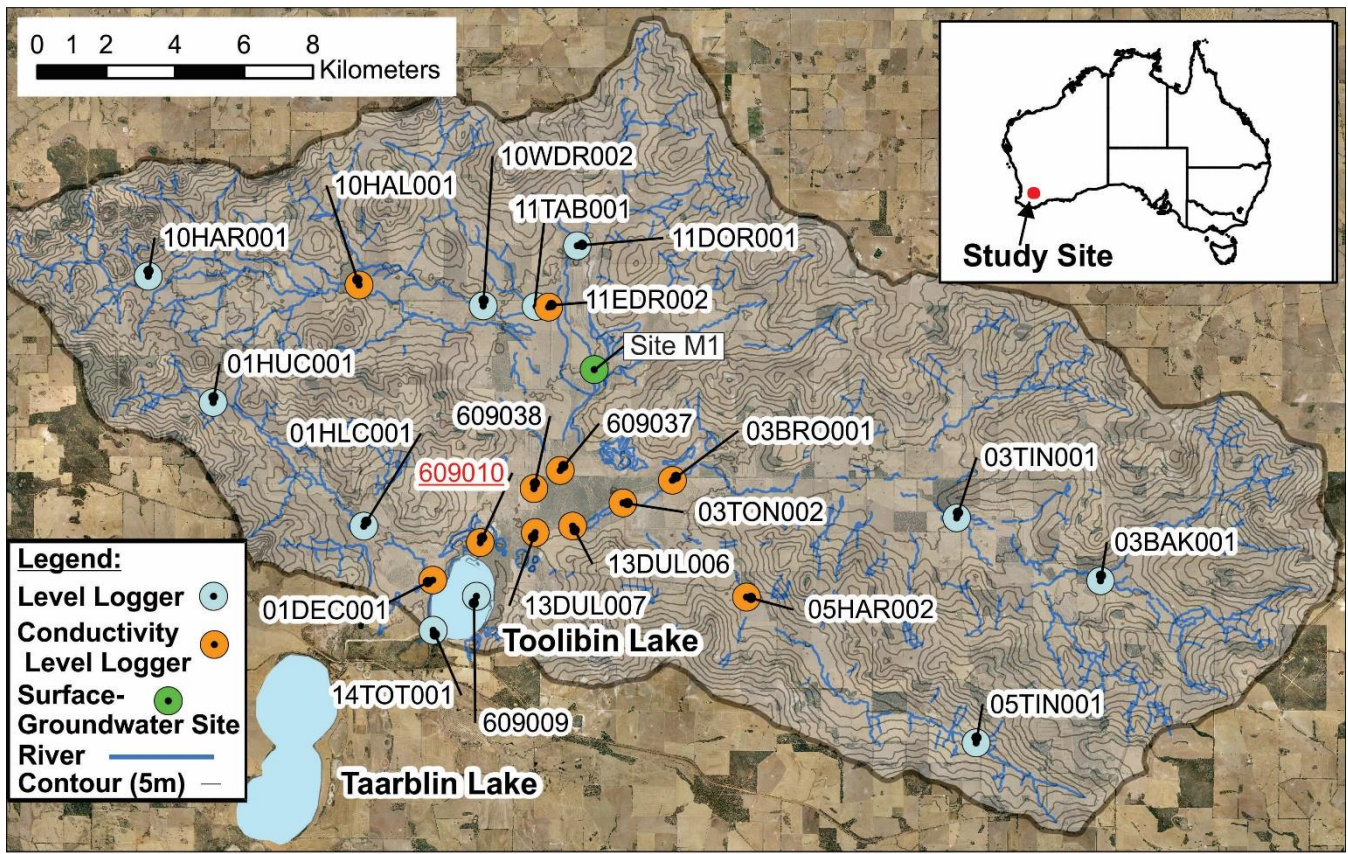 0 1 2 4 6 8
Kilometers
10WDR002
10HAL001
11TAB001
10HAR001
11DOR001
Study Site
11EDR002
Site M1
01HUC001
609038
609037
01HLC001
03BRO001
609010
03TIN001
03TON002
03BAK001
13DUL006
01DEC001
13DUL007
05HAR002
Toolibin Lake
14TOT001
609009
05TIN001
Taarblin Lake
Legend:
Level Logger
Conductivity
Level Logger
Surface-
Groundwater Site
River
Contour (5m)